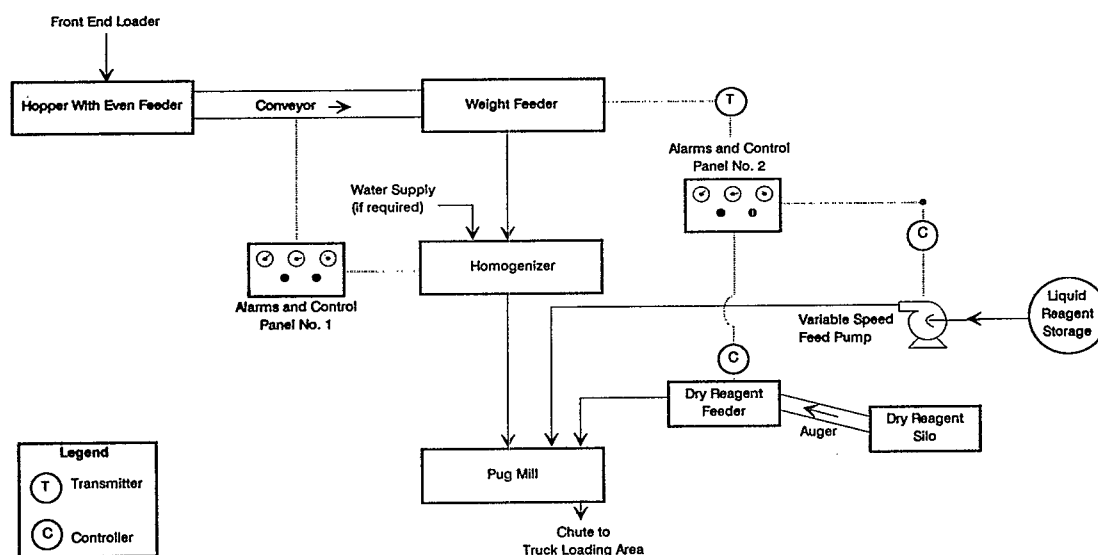 Front End Loader
Hopper With Even Feeder
Conveyor
Weight Feeder
T
Alarms and Control
Panel No. 2
Water Supply
(if required)
C
Homogenizer
Alarms and Control
Panel No. 1
Variable Speed
Feed Pump
Liquid
Reagent
Storage
C
Dry Reagent
Feeder
Auger
Dry Reagent
Silo
Pug Mill
Chute to
Truck Loading Area
Legend
T Transmitter
C Controller